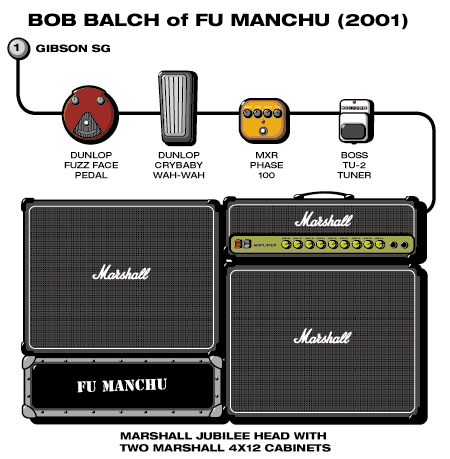 BOB BALCH of FU MANCHU (2001)
1 GIBSON SG
DUNLOP
FUZZ FACE
PEDAL
DUNLOP
CRYBABY
WAH-WAH
MXR
PHASE
100
BOSS
TU-2
TUNER
Marshall
AMPLIFIER
Marshall
Marshall
FU MANCHU
MARSHALL JUBILEE HEAD WITH
TWO MARSHALL 4X12 CABINETS